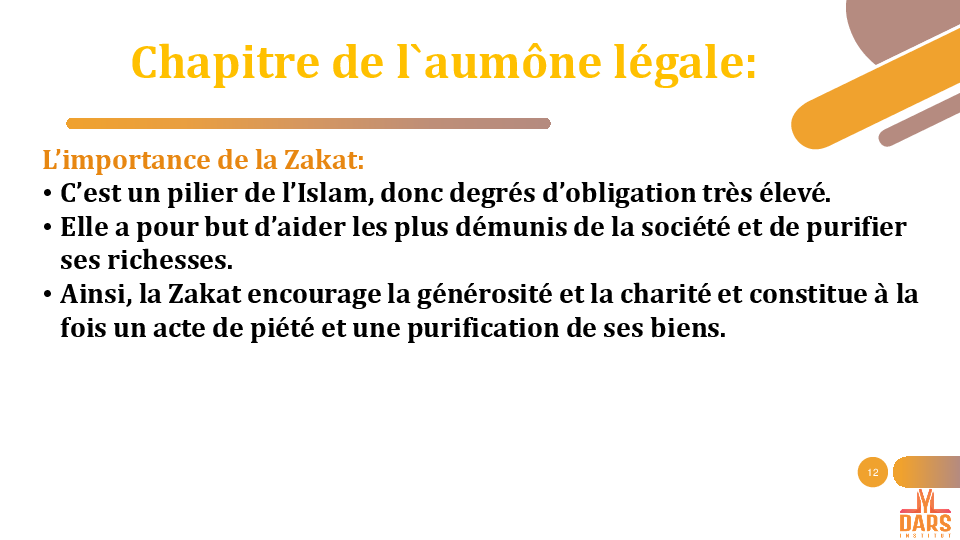 Chapitre de l`aumône légale:
L’importance de la Zakat:
• C’est un pilier de l’Islam, donc degrés d’obligation très élevé.
• Elle a pour but d’aider les plus démunis de la société et de purifier
ses richesses.
• Ainsi, la Zakat encourage la générosité et la charité et constitue à la
fois un acte de piété et une purification de ses biens.
12
DARS
INSTITUT